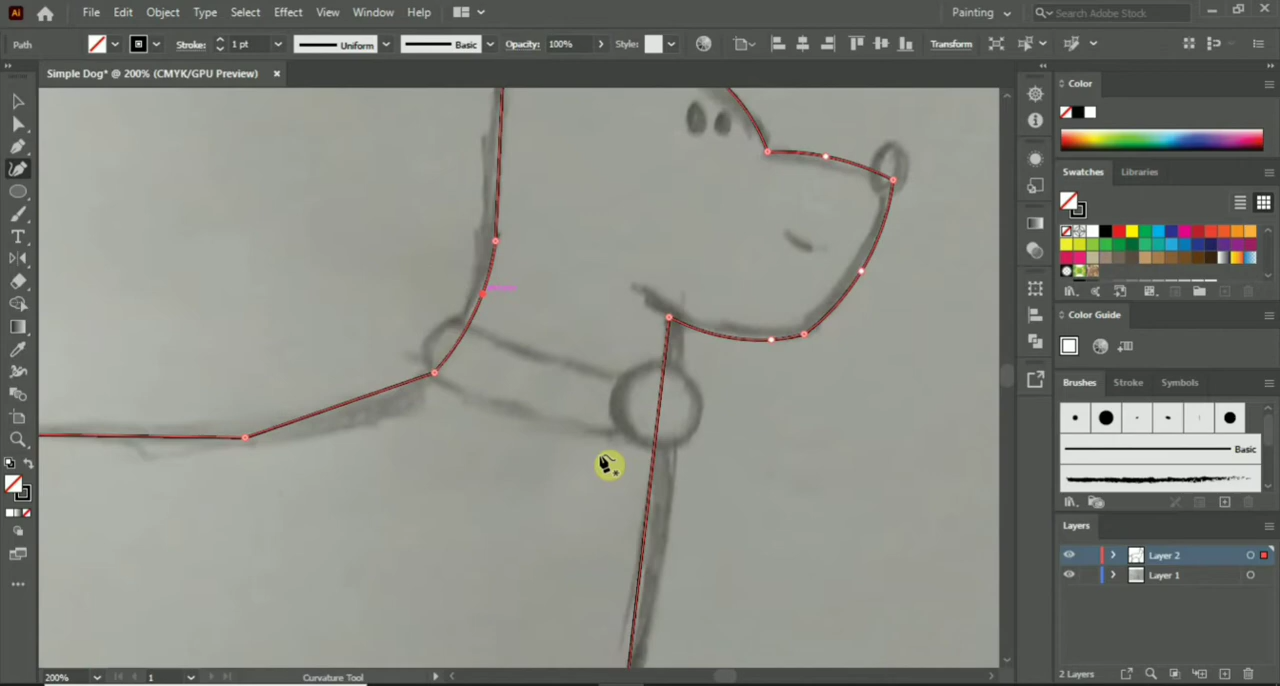 Ai File Edit Object Type Select Effect View Window Help Painting Search Adobe Stock
Path Stroke: 1 pt Uniform Basic Opacity: 100% Style: Transform
Simple Dog* @ 200% (CMYK/GPU Preview)
Color
Swatches Libraries
Color Guide
Brushes Stroke Symbols
Basic
Layers
Layer 2
Layer 1
2 Layers
200% 1 Curvature Tool